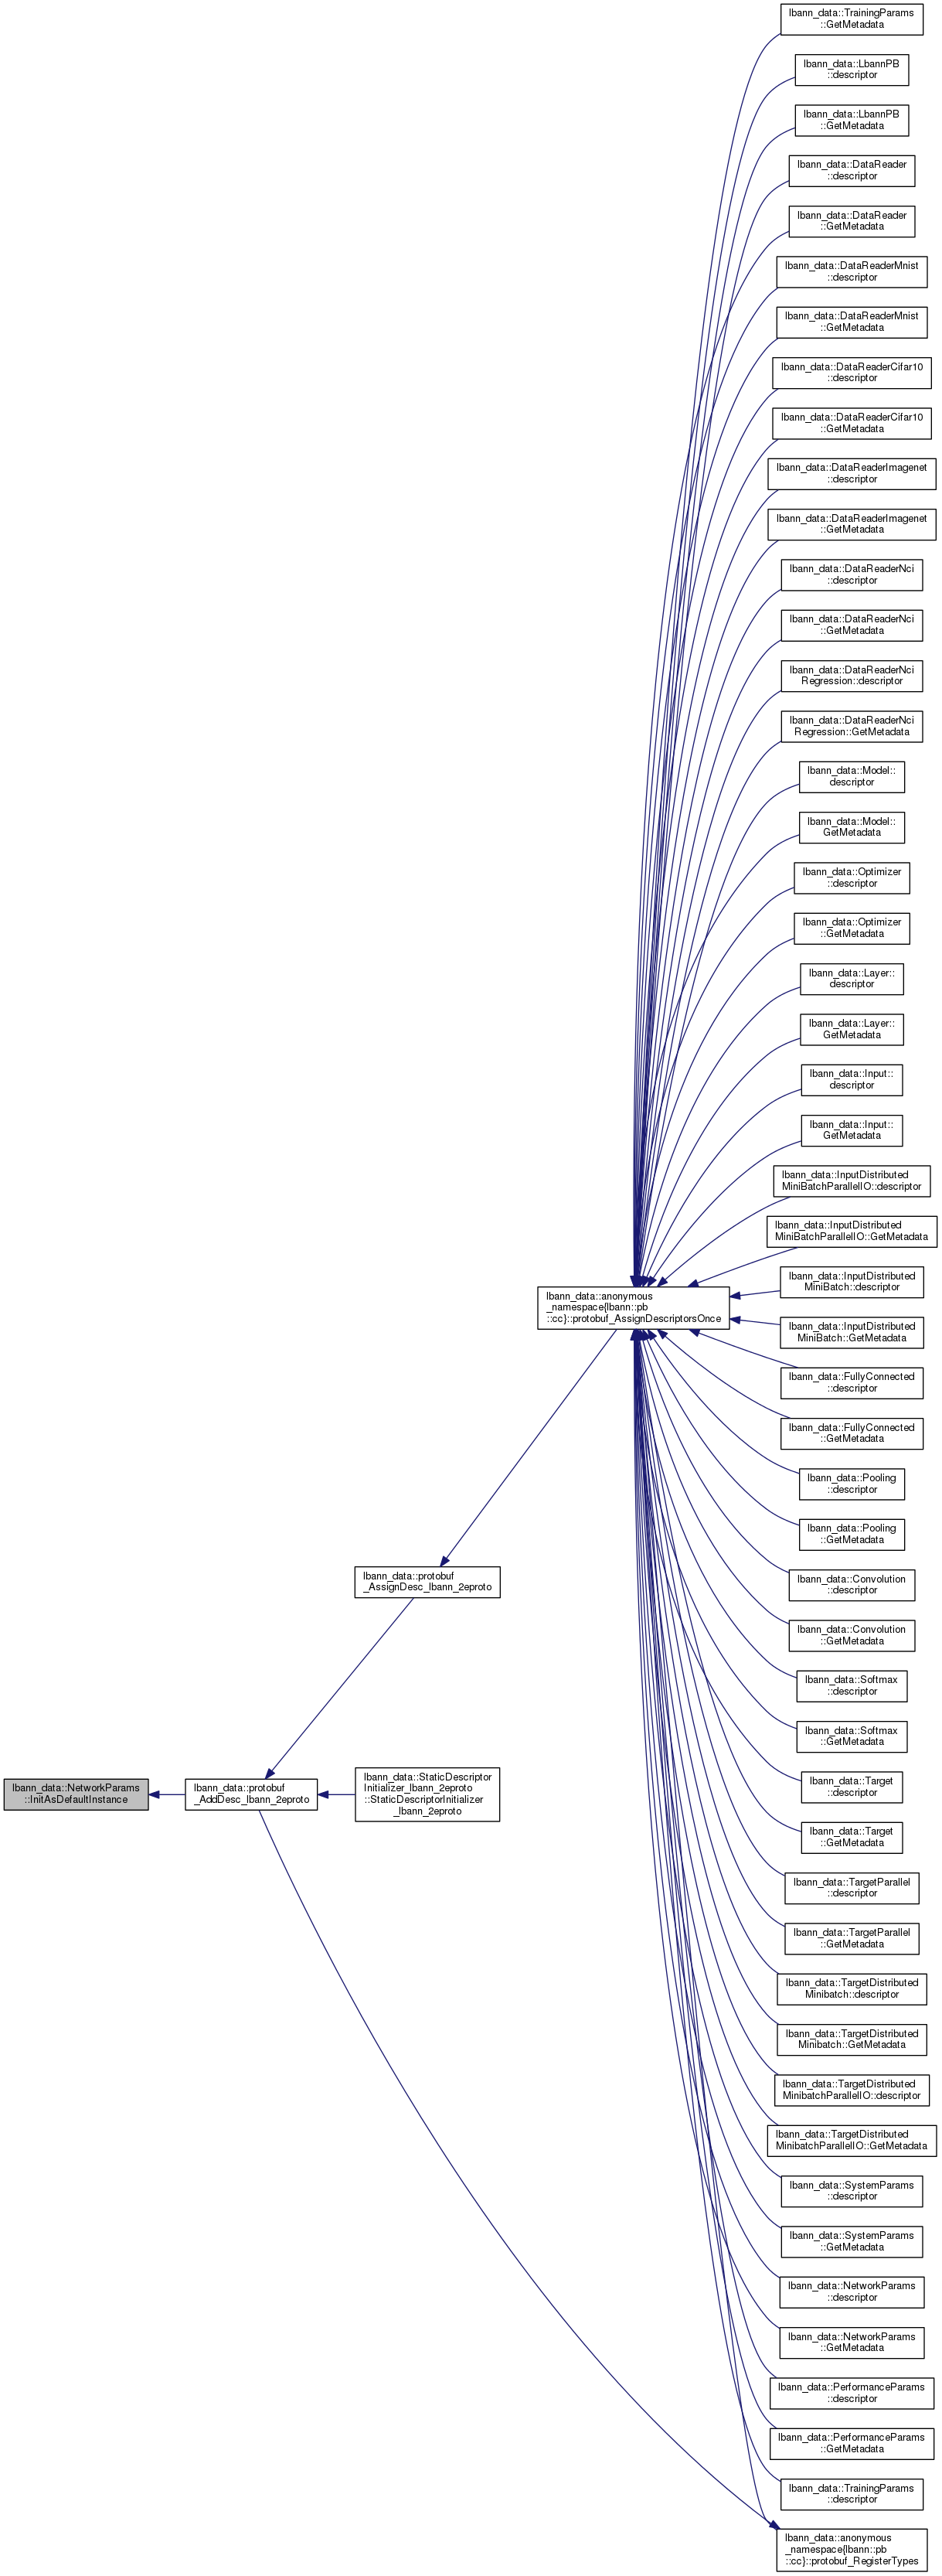 lbann_data::TrainingParams
::GetMetadata
lbann_data::LbannPB
::descriptor
lbann_data::LbannPB
::GetMetadata
lbann_data::DataReader
::descriptor
lbann_data::DataReader
::GetMetadata
lbann_data::DataReaderMnist
::descriptor
lbann_data::DataReaderMnist
::GetMetadata
lbann_data::DataReaderCifar10
::descriptor
lbann_data::DataReaderCifar10
::GetMetadata
lbann_data::DataReaderImagenet
::descriptor
lbann_data::DataReaderImagenet
::GetMetadata
lbann_data::DataReaderNci
::descriptor
lbann_data::DataReaderNci
::GetMetadata
lbann_data::DataReaderNci
Regression::descriptor
lbann_data::DataReaderNci
Regression::GetMetadata
lbann_data::Model::
descriptor
lbann_data::Model::
GetMetadata
lbann_data::Optimizer
::descriptor
lbann_data::Optimizer
::GetMetadata
lbann_data::Layer::
descriptor
lbann_data::Layer::
GetMetadata
lbann_data::Input::
descriptor
lbann_data::Input::
GetMetadata
lbann_data::InputDistributed
MiniBatchParallelIO::descriptor
lbann_data::InputDistributed
MiniBatchParallelIO::GetMetadata
lbann_data::InputDistributed
MiniBatch::descriptor
lbann_data::anonymous
_namespace{lbann::pb
::cc}::protobuf_AssignDescriptorsOnce
lbann_data::InputDistributed
MiniBatch::GetMetadata
lbann_data::FullyConnected
::descriptor
lbann_data::FullyConnected
::GetMetadata
lbann_data::Pooling
::descriptor
lbann_data::Pooling
::GetMetadata
lbann_data::protobuf
_AssignDesc_lbann_2eproto
lbann_data::Convolution
::descriptor
lbann_data::Convolution
::GetMetadata
lbann_data::Softmax
::descriptor
lbann_data::Softmax
::GetMetadata
lbann_data::NetworkParams
::InitAsDefaultInstance
lbann_data::protobuf
_AddDesc_lbann_2eproto
lbann_data::StaticDescriptor
Initializer_lbann_2eproto
::StaticDescriptorInitializer
_lbann_2eproto
lbann_data::Target
::descriptor
lbann_data::Target
::GetMetadata
lbann_data::TargetParallel
::descriptor
lbann_data::TargetParallel
::GetMetadata
lbann_data::TargetDistributed
Minibatch::descriptor
lbann_data::TargetDistributed
Minibatch::GetMetadata
lbann_data::TargetDistributed
MinibatchParallelIO::descriptor
lbann_data::TargetDistributed
MinibatchParallelIO::GetMetadata
lbann_data::SystemParams
::descriptor
lbann_data::SystemParams
::GetMetadata
lbann_data::NetworkParams
::descriptor
lbann_data::NetworkParams
::GetMetadata
lbann_data::PerformanceParams
::descriptor
lbann_data::PerformanceParams
::GetMetadata
lbann_data::TrainingParams
::descriptor
lbann_data::anonymous
_namespace{lbann::pb
::cc}::protobuf_RegisterTypes